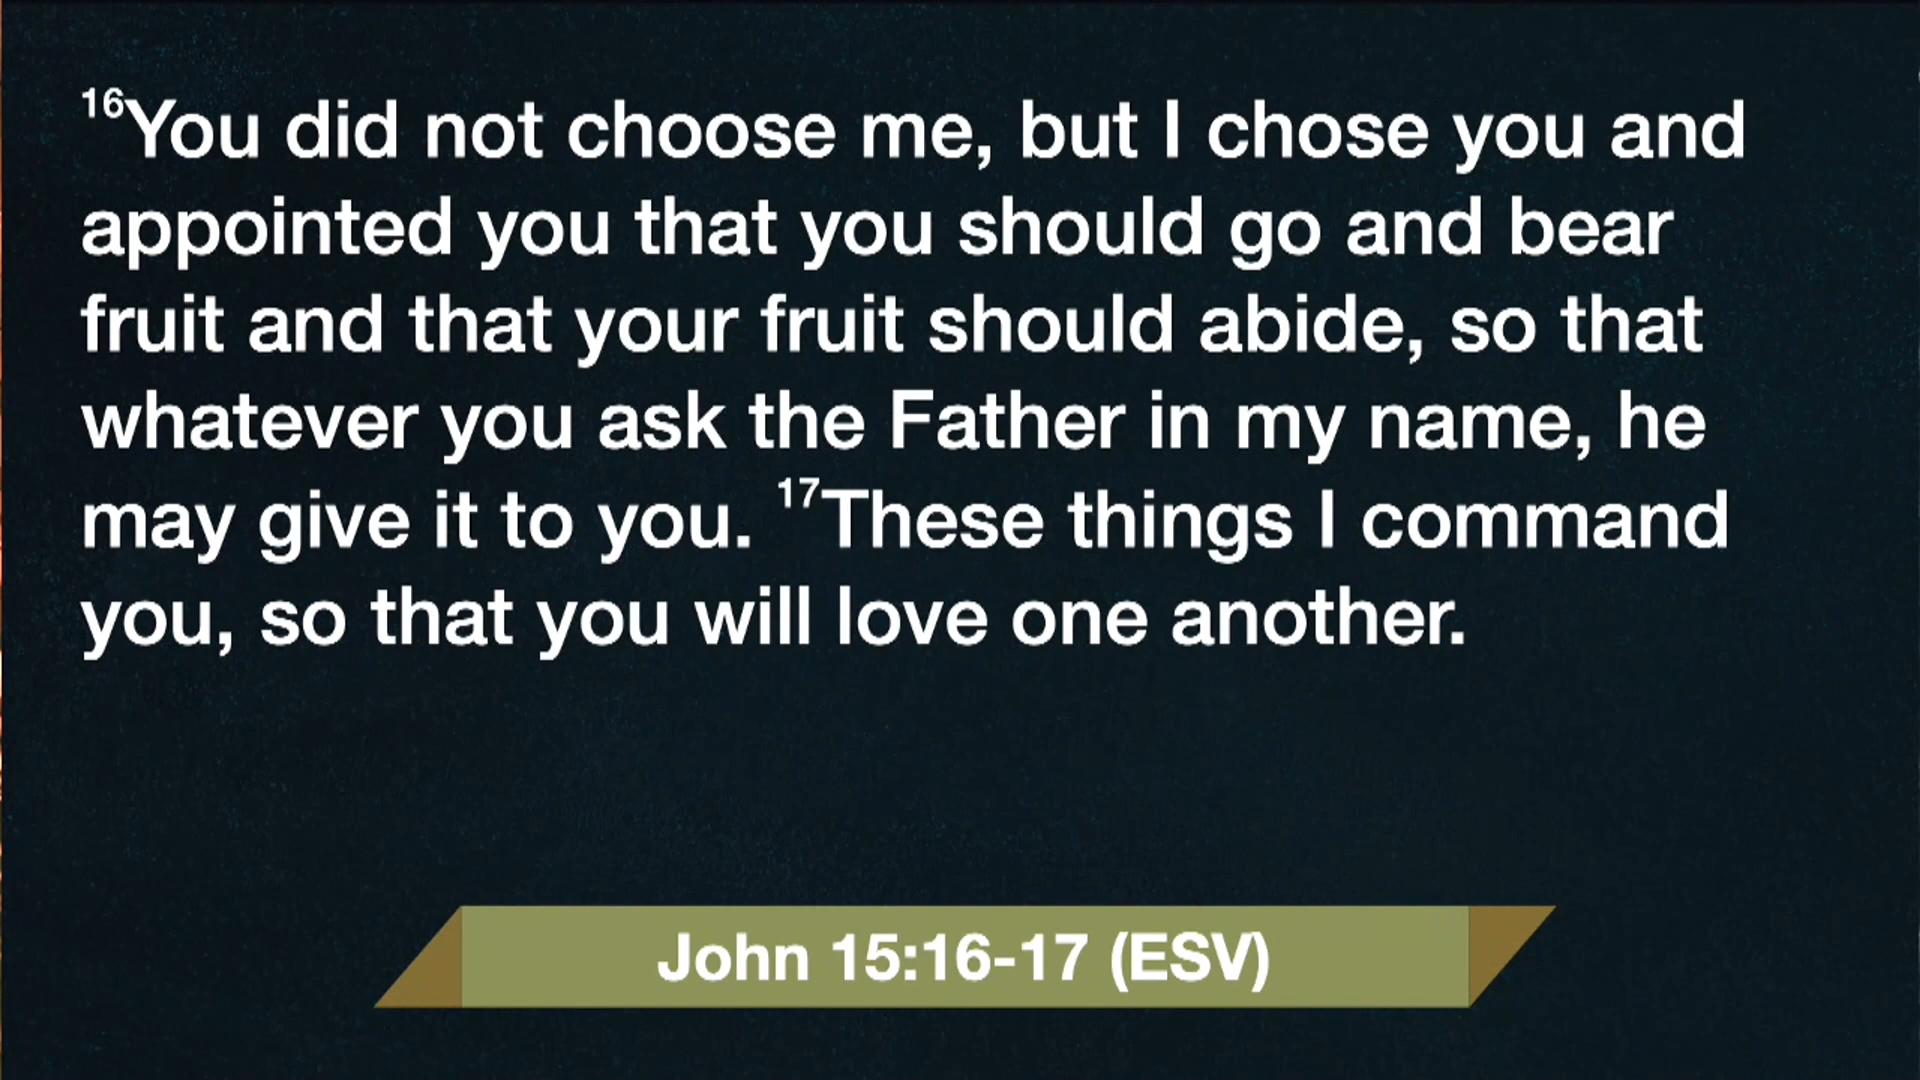 16You did not choose me, but I chose you and
appointed you that you should go and bear
fruit and that your fruit should abide, so that
whatever you ask the Father in my name, he
may give it to you. 17These things I command
you, so that you will love one another.
John 15:16-17 (ESV)